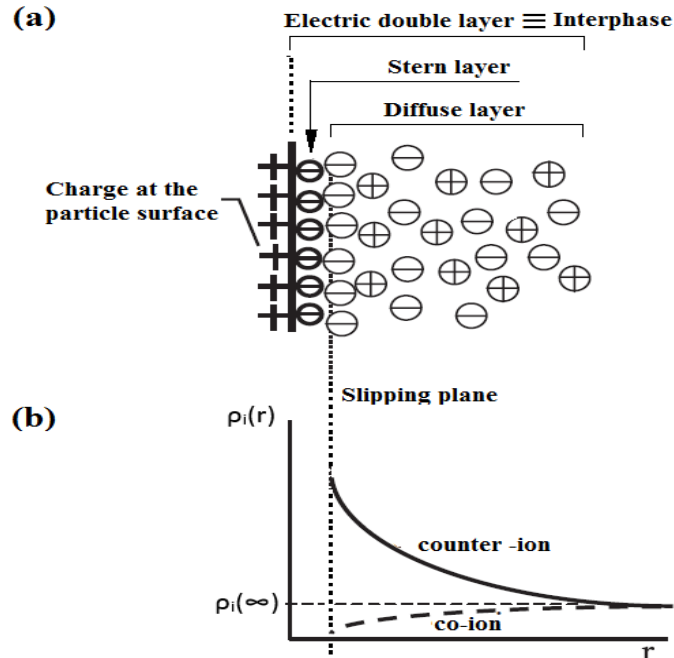 (a)
Electric double layer ≡ Interphase
Stern layer
Diffuse layer
Charge at the
particle surface
Slipping plane
(b)
ρi(r)
counter -ion
ρi(∞)
co-ion
r